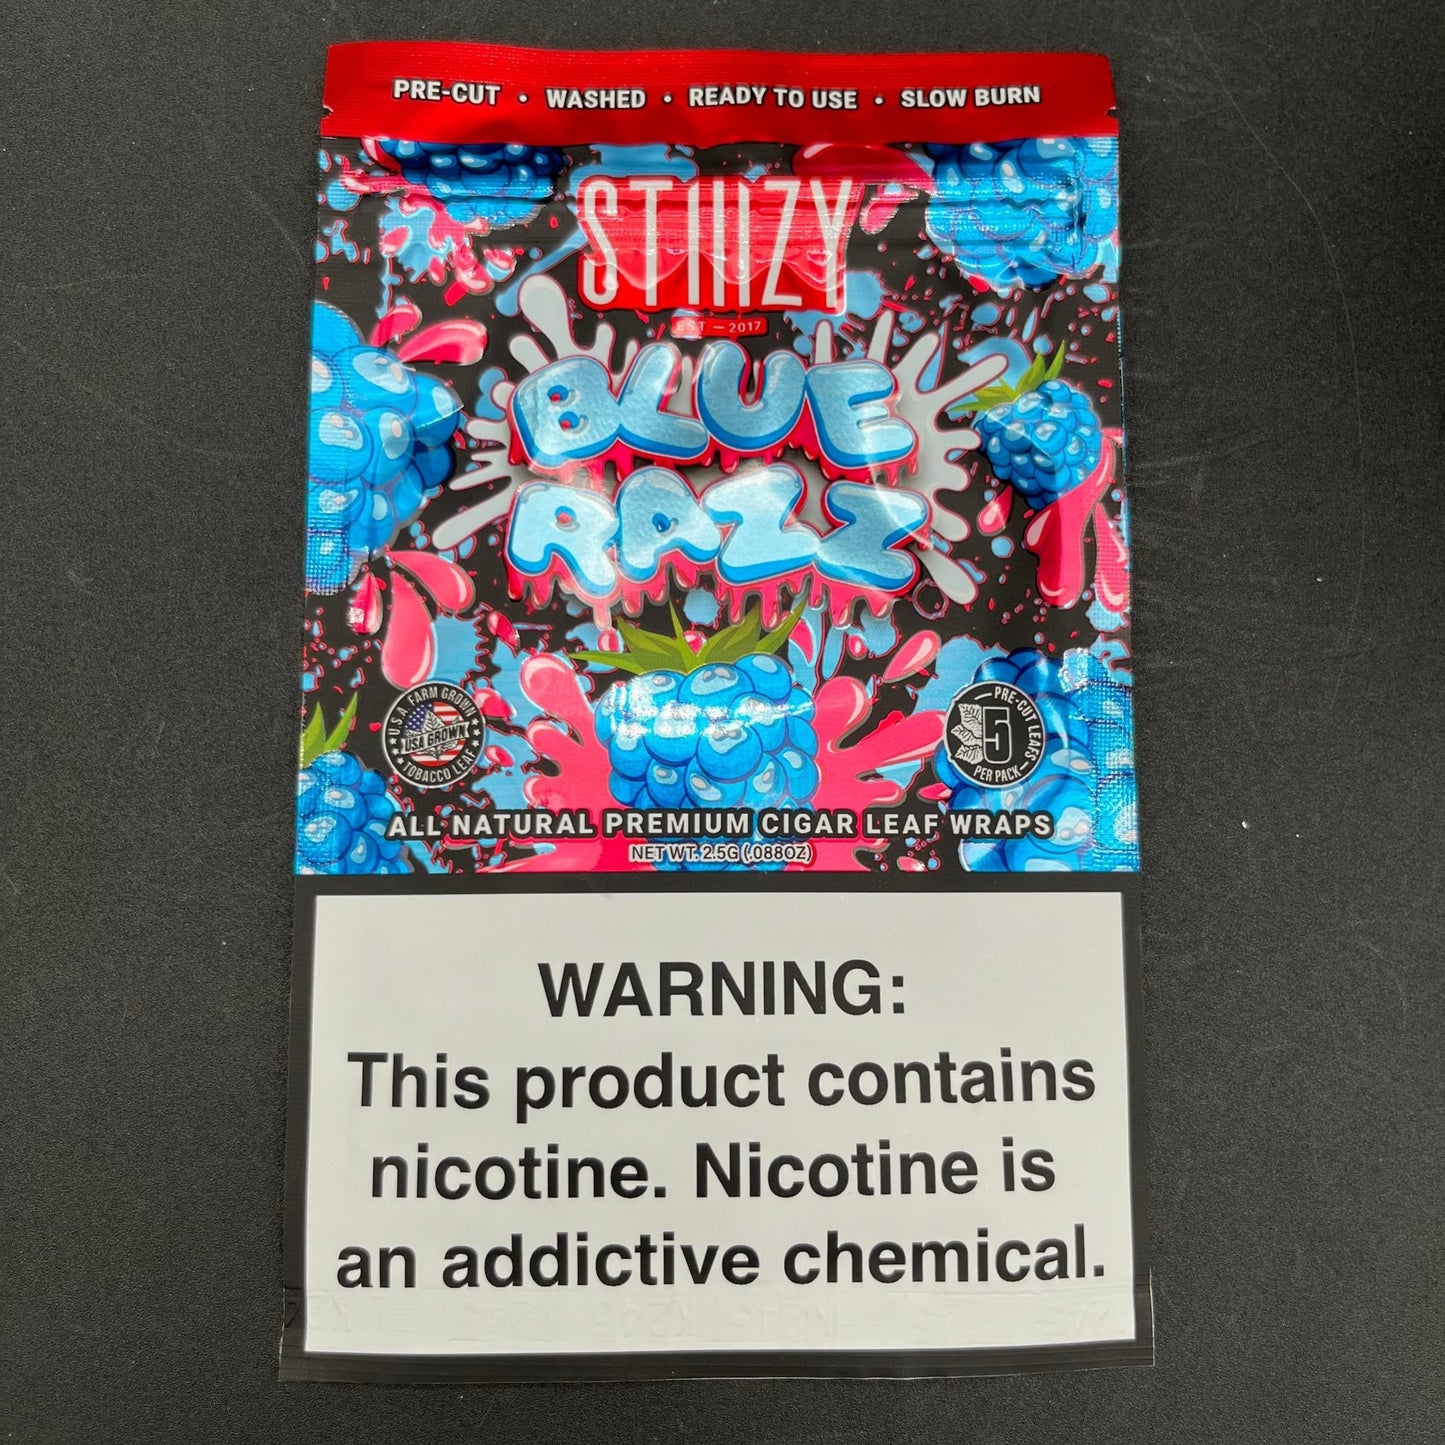 PRE-CUT • WASHED • READY TO USE • SLOW BURN
STIIIZY
EST — 2017
BLUE
RAZZ
U.S.A. FARM GROWN
USA GROWN
TOBACCO LEAF
PRE-CUT LEAFS
5
PER PACK
ALL NATURAL PREMIUM CIGAR LEAF WRAPS
NET WT. 2.5G (.088OZ)
WARNING:
This product contains
nicotine. Nicotine is
an addictive chemical.